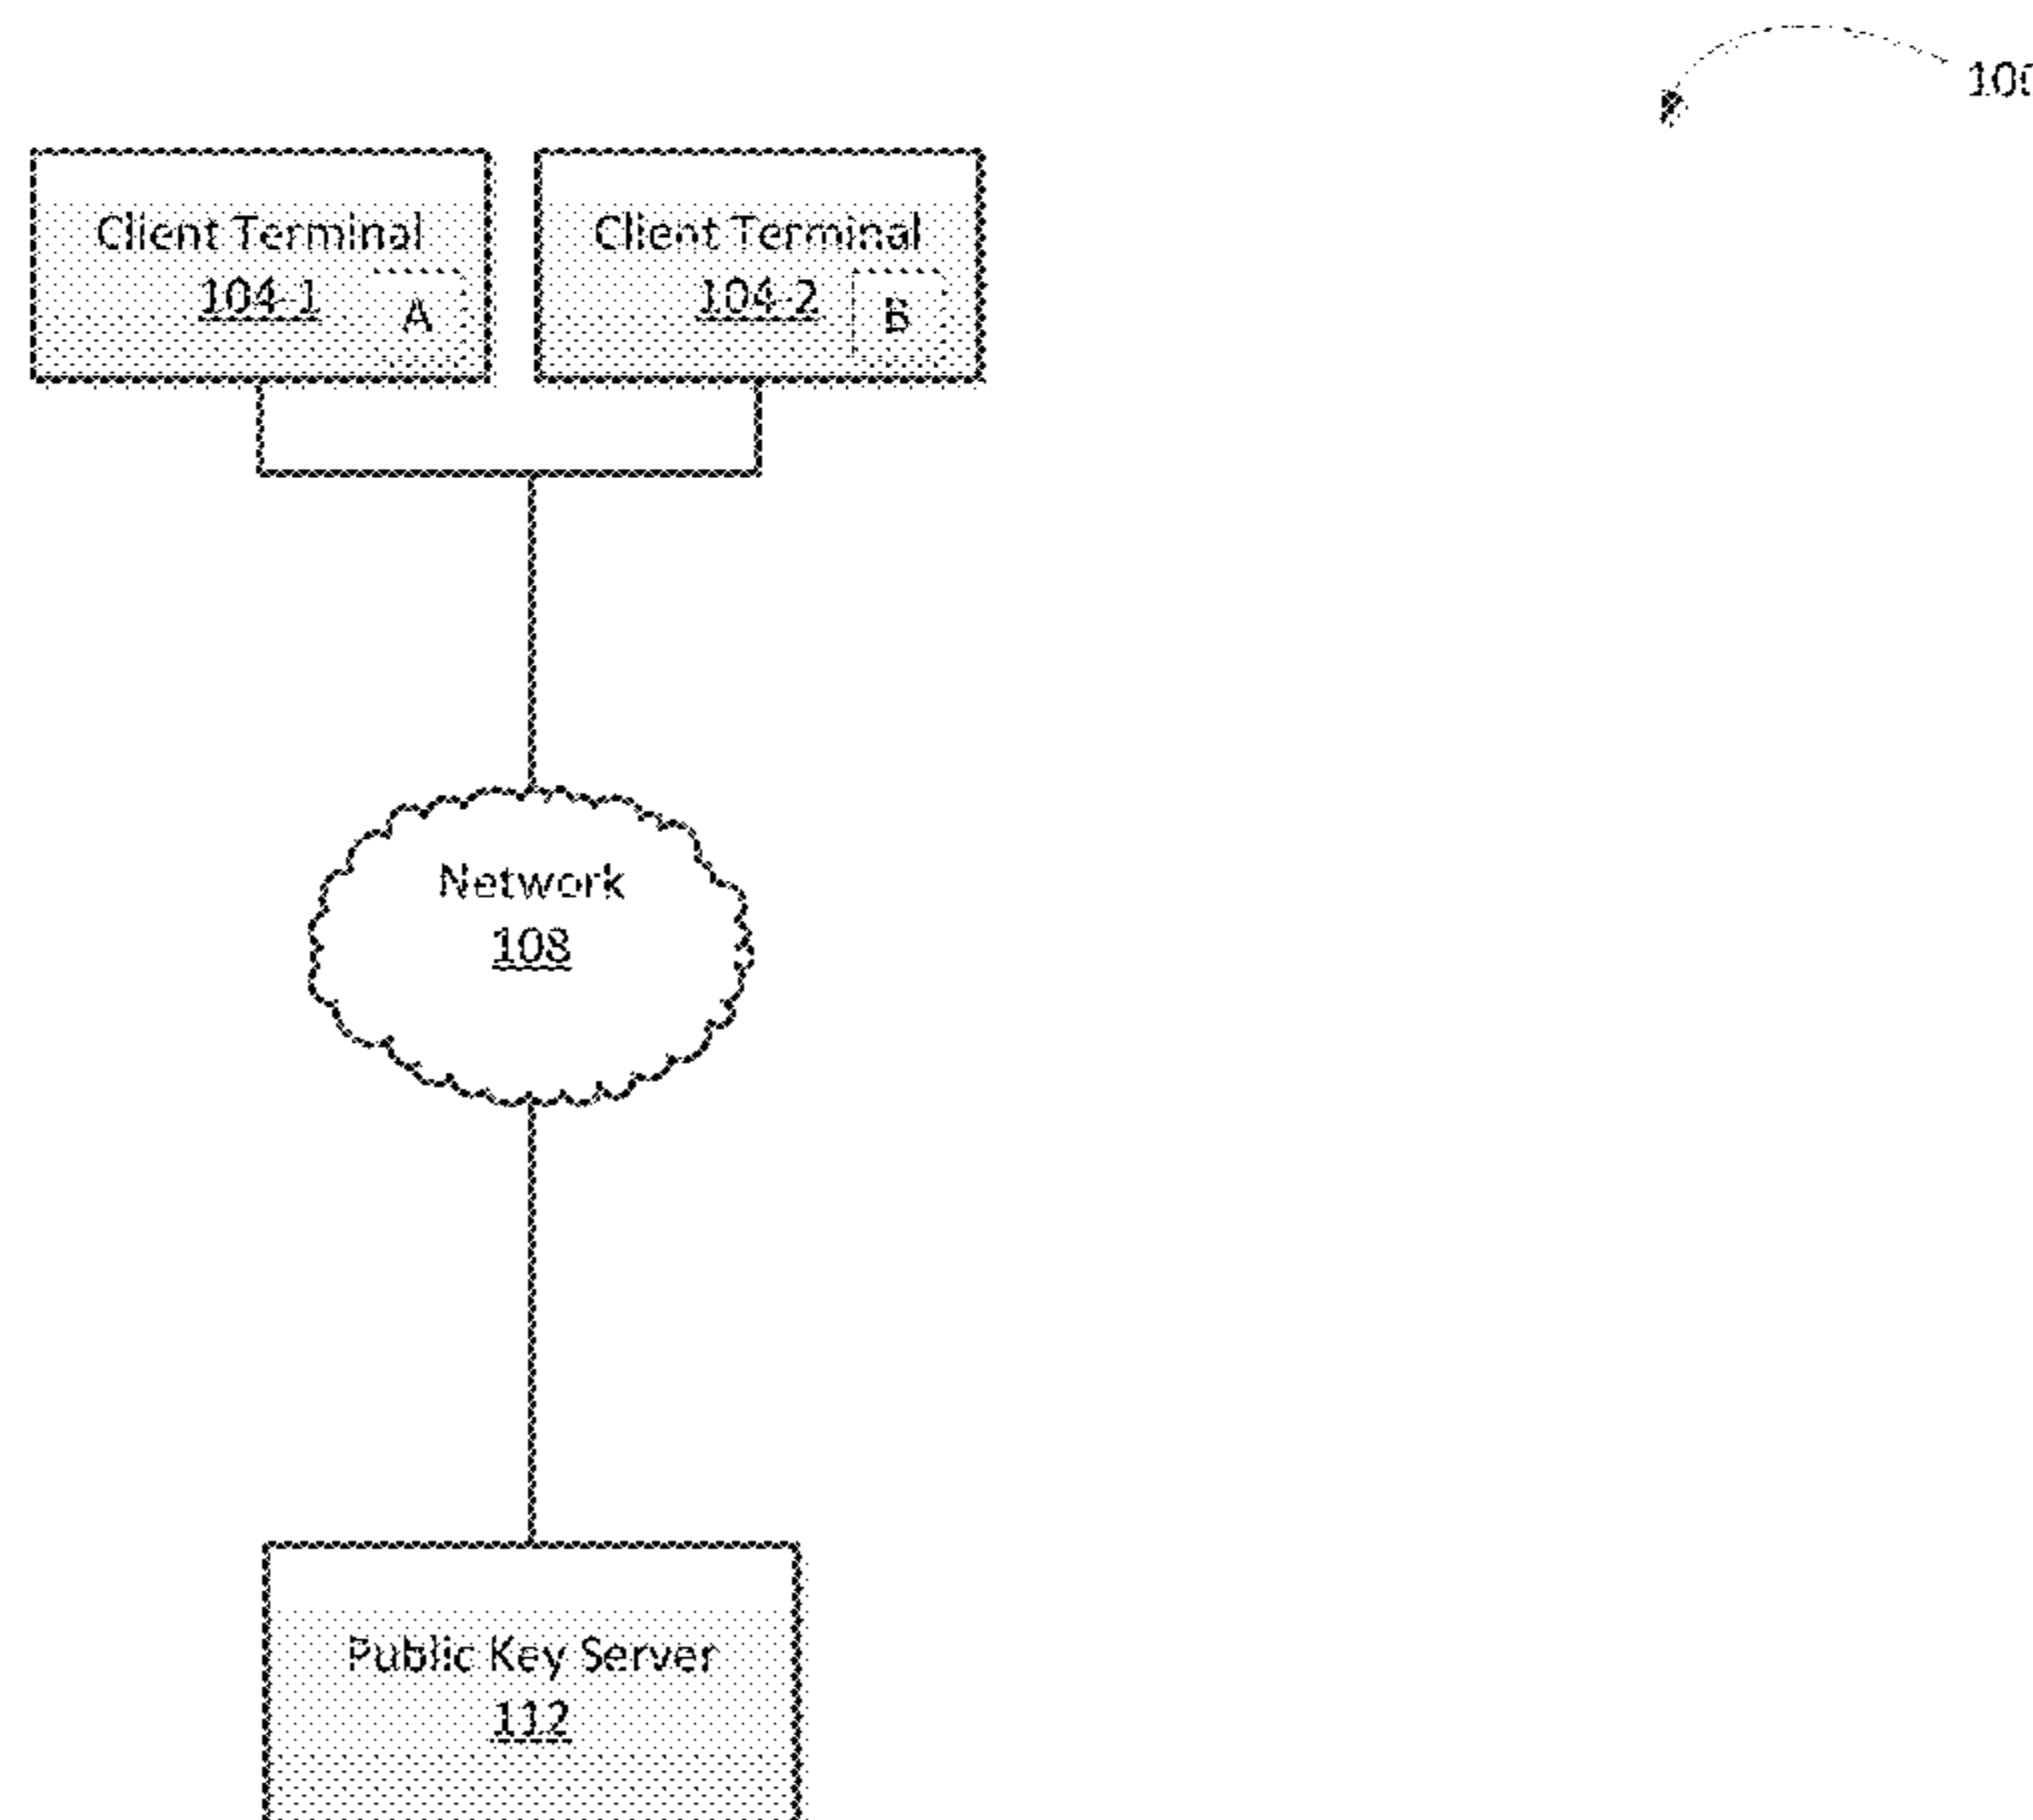 100
Client Terminal
104-1
A
Client Terminal
104-2
B
Network
108
Public Key Server
112